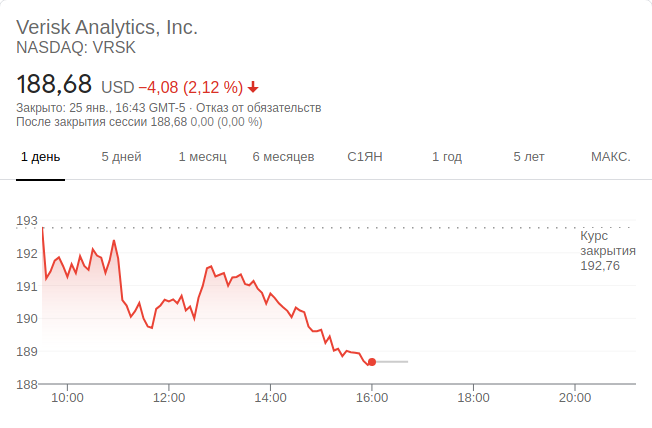 Verisk Analytics, Inc.
NASDAQ: VRSK
188,68 USD −4,08 (2,12 %)
Закрыто: 25 янв., 16:43 GMT-5 · Отказ от обязательств
После закрытия сессии 188,68 0,00 (0,00 %)
1 день 5 дней 1 месяц 6 месяцев С1ЯН 1 год 5 лет МАКС.
193
Курс
закрытия
192,76
192
191
190
189
188
10:00 12:00 14:00 16:00 18:00 20:00